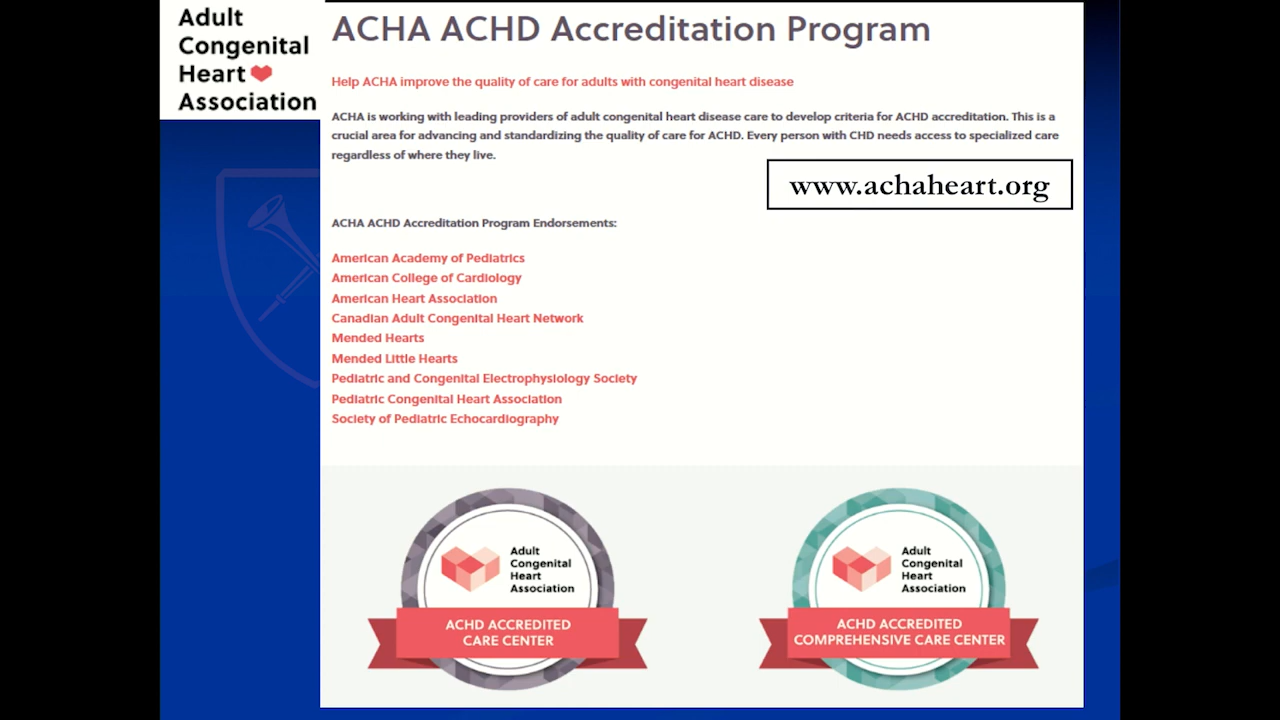 Adult
Congenital
Heart
Association
ACHA ACHD Accreditation Program
Help ACHA improve the quality of care for adults with congenital heart disease
ACHA is working with leading providers of adult congenital heart disease care to develop criteria for ACHD accreditation. This is a
crucial area for advancing and standardizing the quality of care for ACHD. Every person with CHD needs access to specialized care
regardless of where they live.
www.achaheart.org
ACHA ACHD Accreditation Program Endorsements:
American Academy of Pediatrics
American College of Cardiology
American Heart Association
Canadian Adult Congenital Heart Network
Mended Hearts
Mended Little Hearts
Pediatric and Congenital Electrophysiology Society
Pediatric Congenital Heart Association
Society of Pediatric Echocardiography
Adult
Congenital
Heart
Association
ACHD ACCREDITED
CARE CENTER
Adult
Congenital
Heart
Association
ACHD ACCREDITED
COMPREHENSIVE CARE CENTER